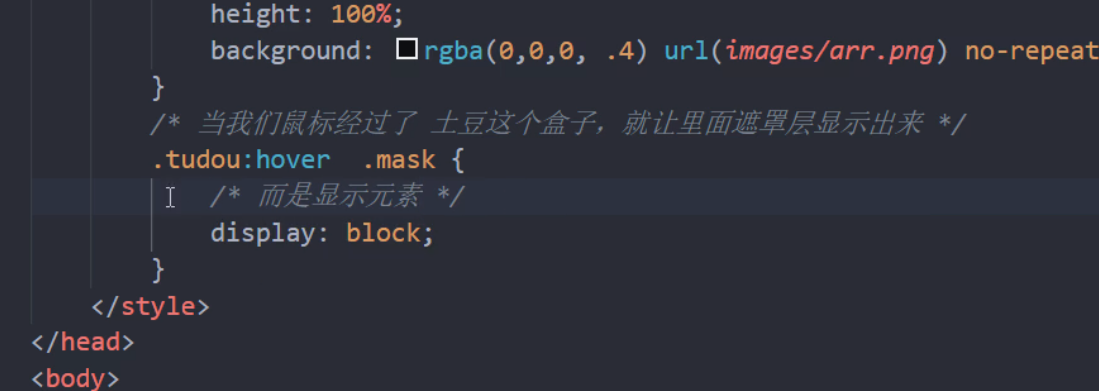 height: 100%;
background: rgba(0,0,0, .4) url(images/arr.png) no-repeat
}
/* 当我们鼠标经过了 土豆这个盒子，就让里面遮罩层显示出来 */
.tudou:hover  .mask {
/* 而是显示元素 */
display: block;
}
</style>
</head>
<body>